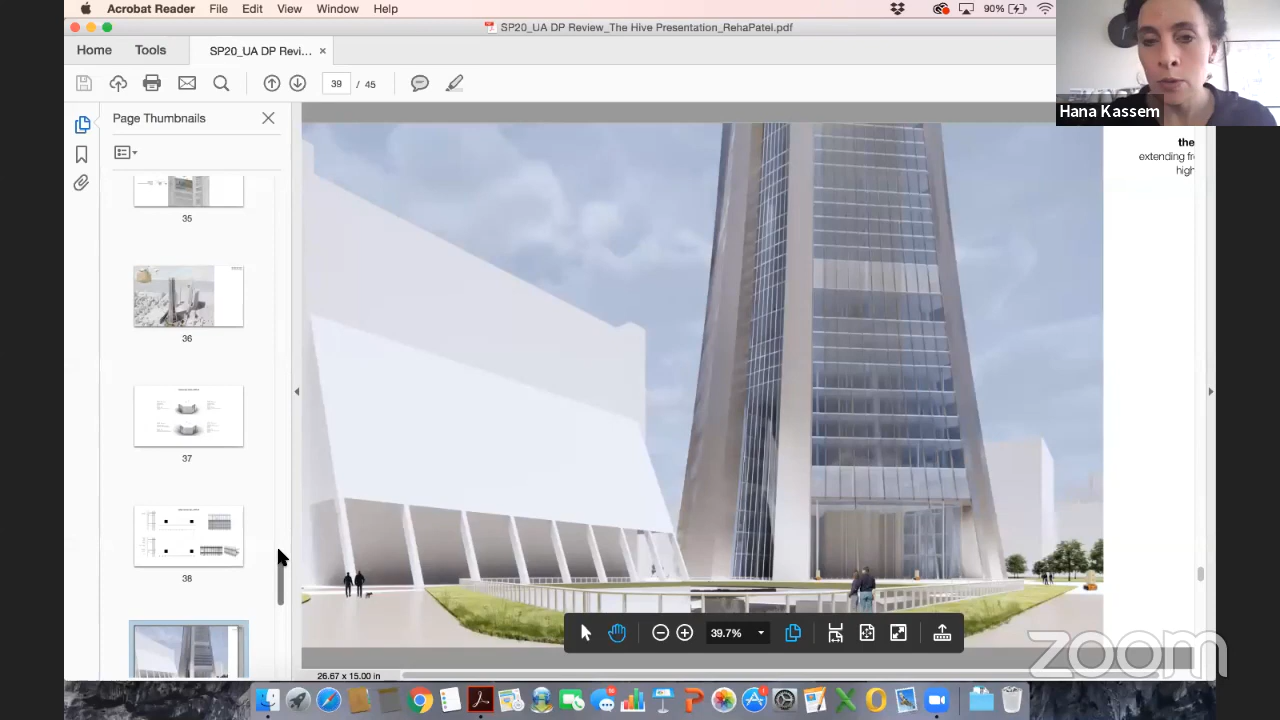 Acrobat Reader File Edit View Window Help 90%
SP20_UA DP Review_The Hive Presentation_RehaPatel.pdf
Home Tools SP20_UA DP Revi... ×
39 / 45
Page Thumbnails
35
36
37
38
the
extending fr
high
39.7%
26.67 x 15.00 in
Hana Kassem
zoom